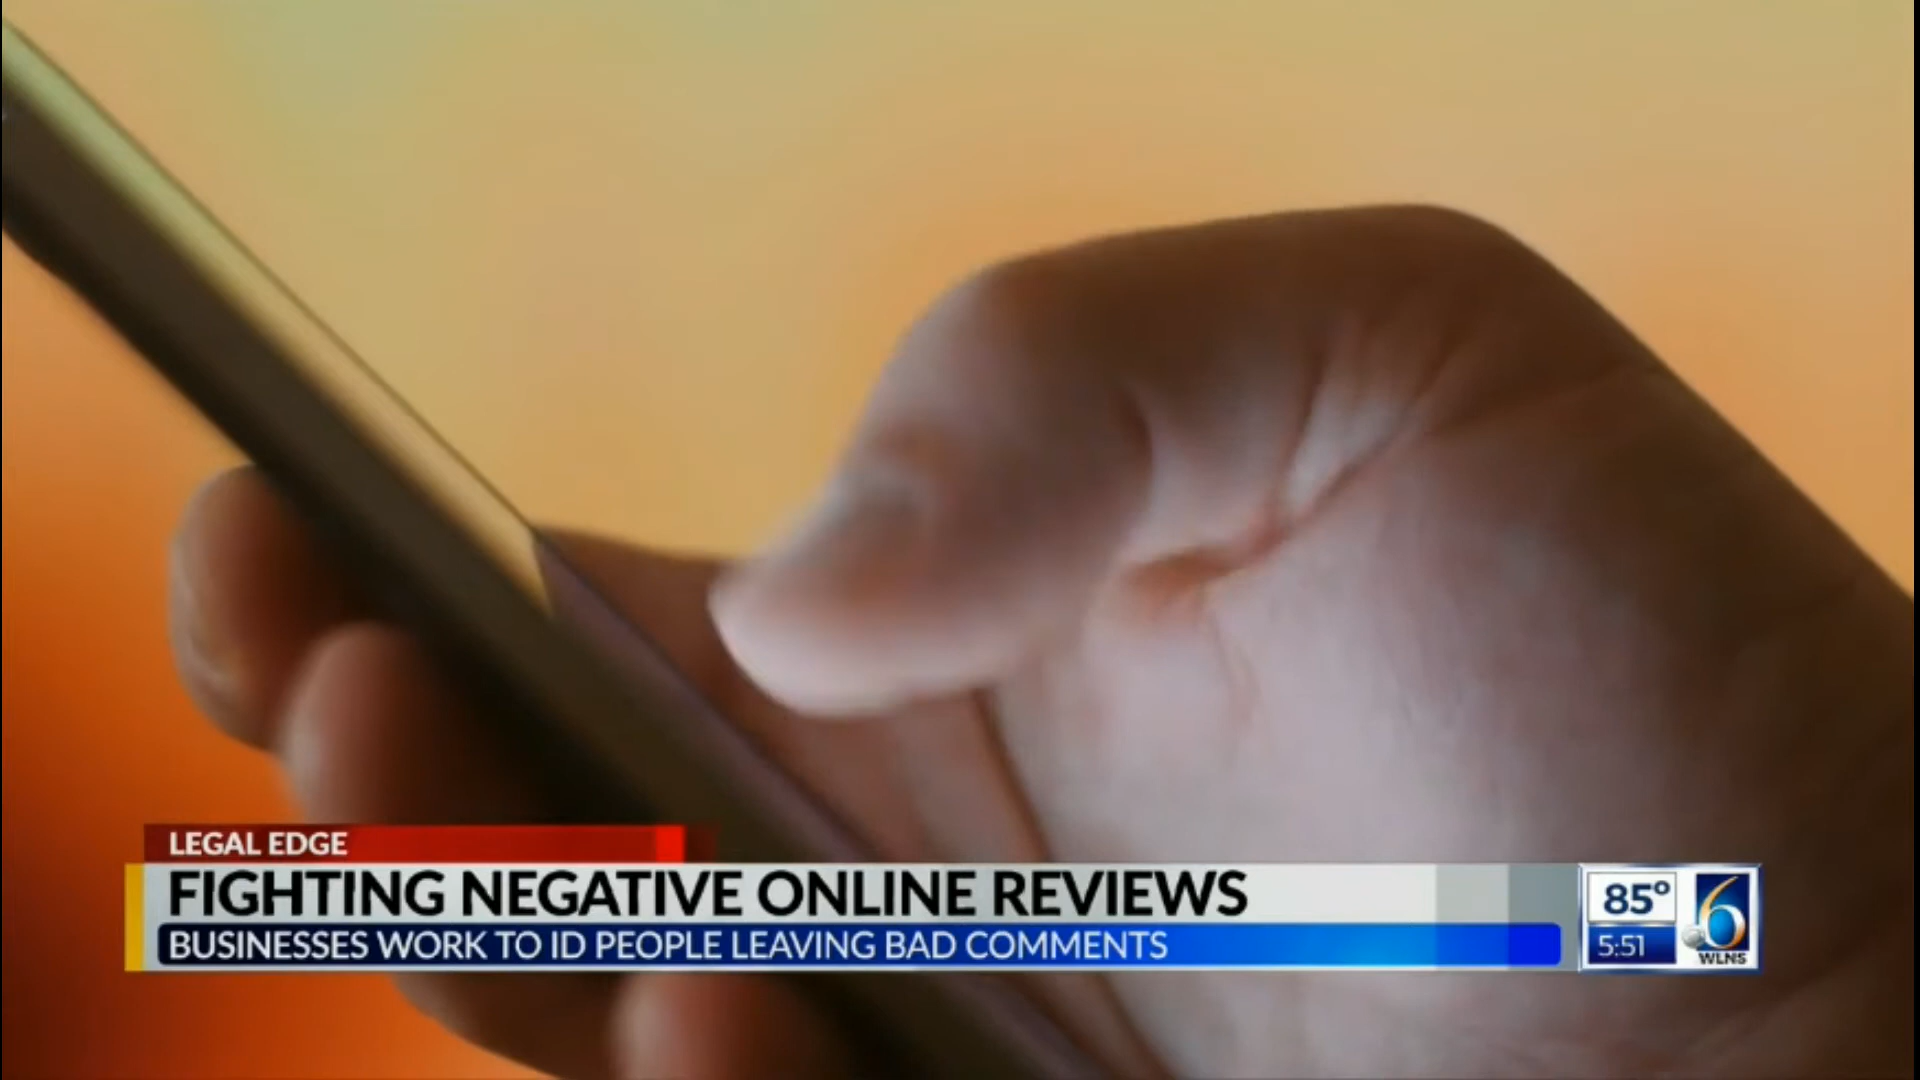 LEGAL EDGE
FIGHTING NEGATIVE ONLINE REVIEWS
BUSINESSES WORK TO ID PEOPLE LEAVING BAD COMMENTS
85°
5:51
6
WLNS